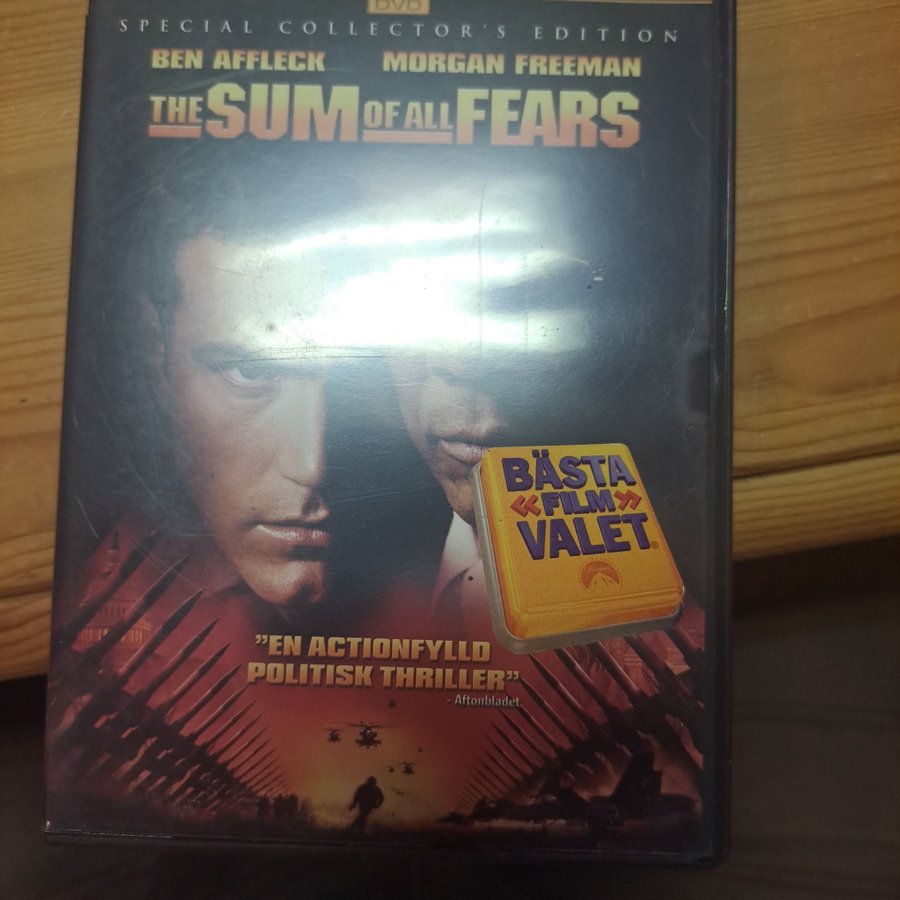 DVD
SPECIAL COLLECTOR'S EDITION
BEN AFFLECK MORGAN FREEMAN
THE SUM OF ALL FEARS
BÄSTA
«FILM»
VALET®
"EN ACTIONFYLLD
POLITISK THRILLER"
- Aftonbladet